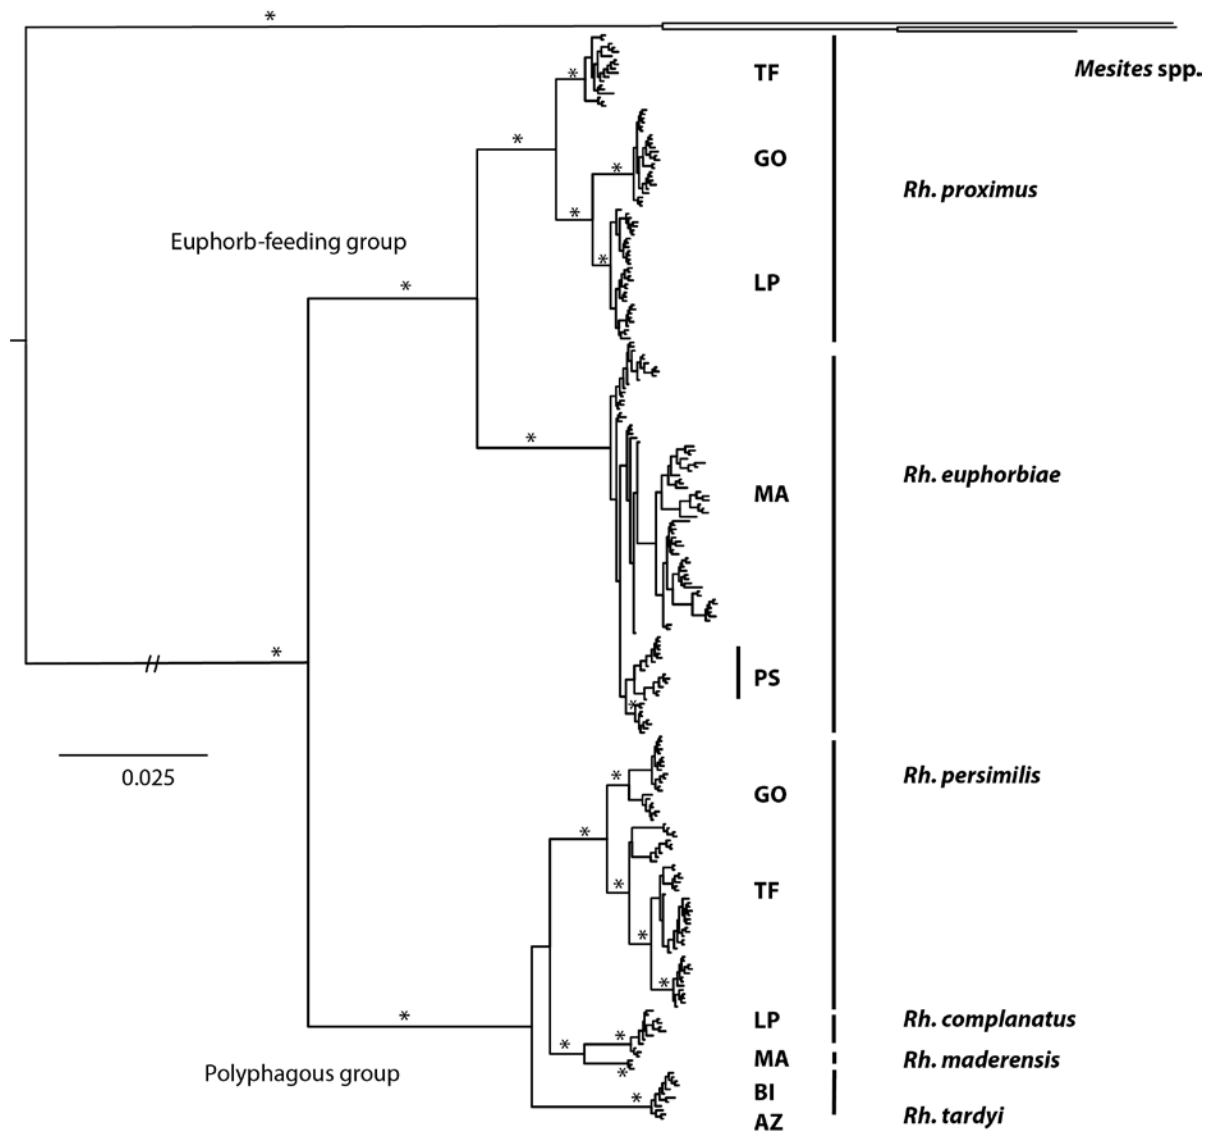 *
Mesites spp.
TF
*
*
GO
*
Rh. proximus
*
Euphorb-feeding group
*
LP
*
*
Rh. euphorbiae
MA
*
//
PS
*
0.025
*
Rh. persimilis
GO
*
*
TF
*
*
*
LP
Rh. complanatus
*
*
MA
Rh. maderensis
Polyphagous group
*
*
BI
Rh. tardyi
AZ